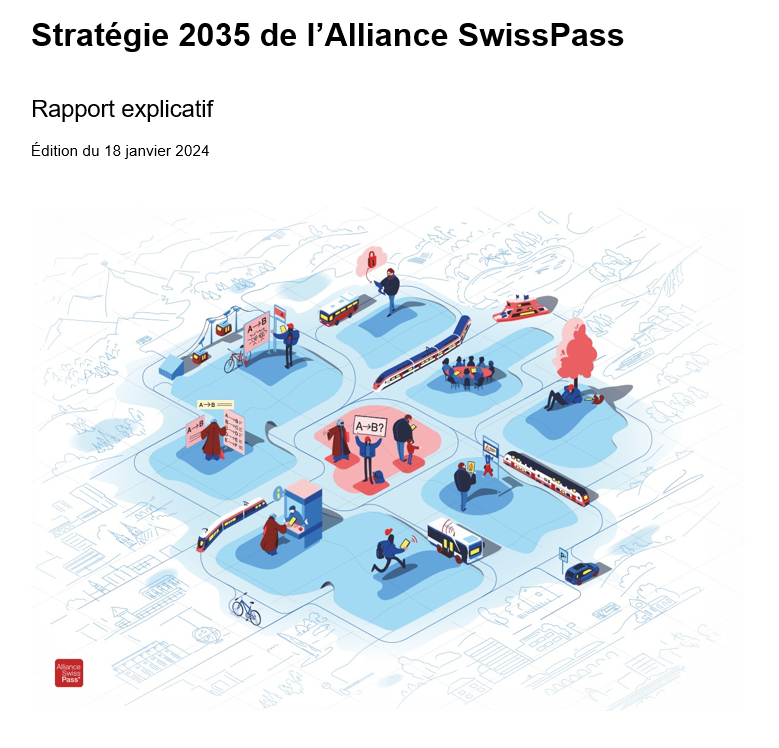 Stratégie 2035 de l’Alliance SwissPass
Rapport explicatif
Édition du 18 janvier 2024
A→B
A→B
A→B
A→B?
P
Alliance
Swiss
Pass